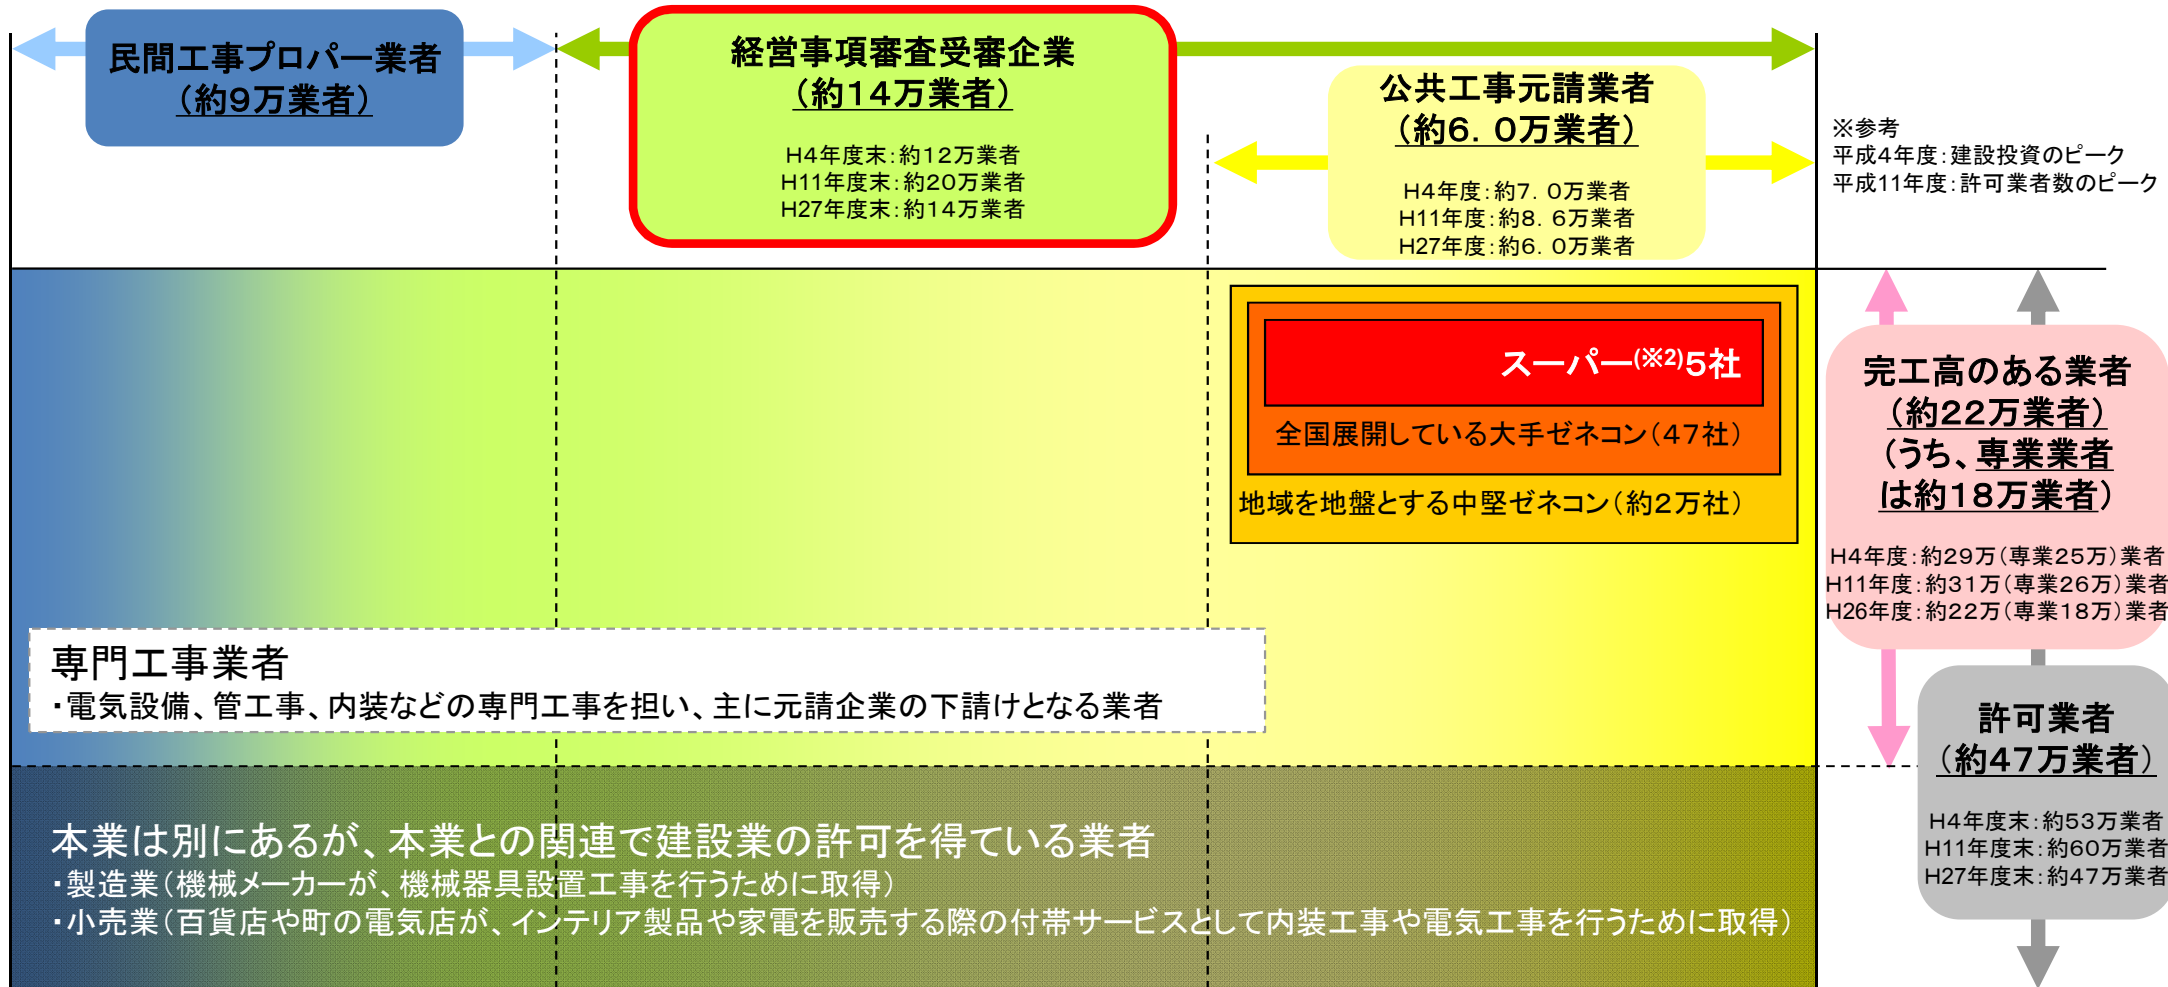 民間工事プロパー業者
（約９万業者）
経営事項審査受審企業
（約１４万業者）
H4年度末：約１２万業者
H11年度末：約２０万業者
H27年度末：約１４万業者
公共工事元請業者
（約６．０万業者）
H4年度：約７．０万業者
H11年度：約８．６万業者
H27年度：約６．０万業者
※参考
平成4年度：建設投資のピーク
平成11年度：許可業者数のピーク
スーパー(※2)５社
全国展開している大手ゼネコン（４７社）
地域を地盤とする中堅ゼネコン（約２万社）
完工高のある業者
（約２２万業者）
（うち、専業業者
は約１８万業者）
H4年度：約２９万（専業２５万）業者
H11年度：約３１万（専業２６万）業者
H26年度：約２２万（専業１８万）業者
専門工事業者
・電気設備、管工事、内装などの専門工事を担い、主に元請企業の下請けとなる業者
許可業者
（約４７万業者）
H4年度末：約５３万業者
H11年度末：約６０万業者
H27年度末：約４７万業者
本業は別にあるが、本業との関連で建設業の許可を得ている業者
・製造業（機械メーカーが、機械器具設置工事を行うために取得）
・小売業（百貨店や町の電気店が、インテリア製品や家電を販売する際の付帯サービスとして内装工事や電気工事を行うために取得）